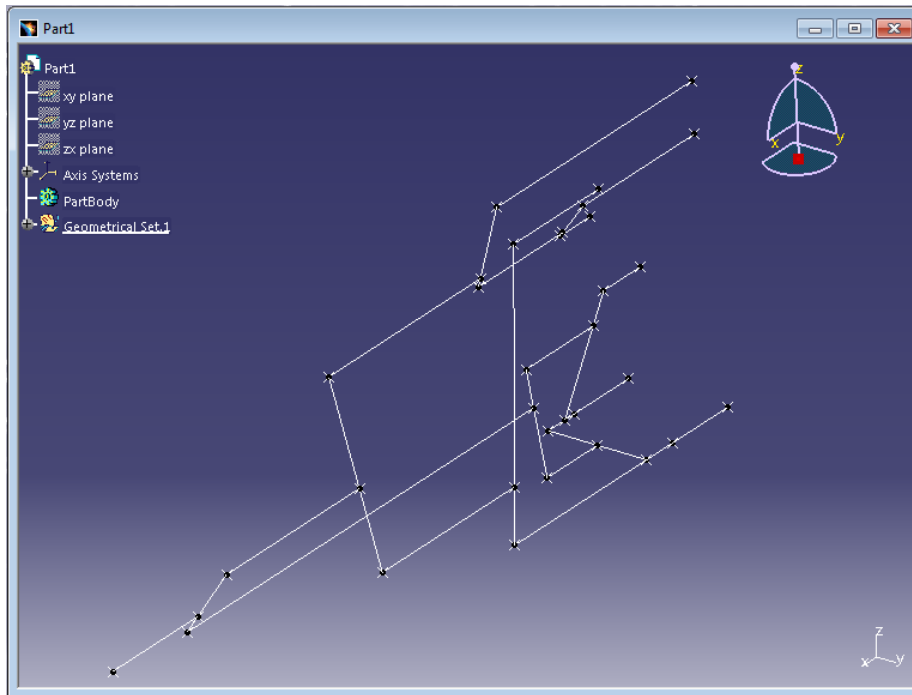 Part1
Part1
xy plane
yz plane
zx plane
Axis Systems
PartBody
Geometrical Set.1
z
x
y
z
x
y